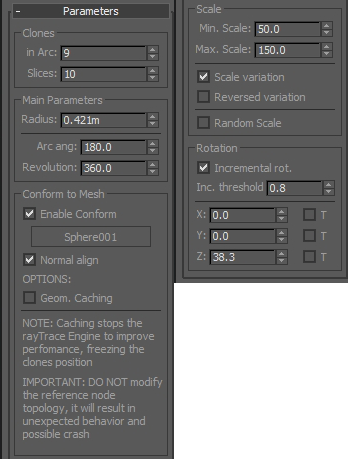 - Parameters
Clones
in Arc: 9
Slices: 10
Main Parameters
Radius: 0.421m
Arc ang: 180.0
Revolution: 360.0
Conform to Mesh
Enable Conform
Sphere001
Normal align
OPTIONS:
Geom. Caching
NOTE: Caching stops the
rayTrace Engine to improve
perfomance, freezing the
clones position
IMPORTANT: DO NOT modify
the reference node
topology, it will result in
unexpected behavior and
possible crash
Scale
Min. Scale: 50.0
Max. Scale: 150.0
Scale variation
Reversed variation
Random Scale
Rotation
Incremental rot.
Inc. threshold 0.8
X: 0.0 T
Y: 0.0 T
Z: 38.3 T